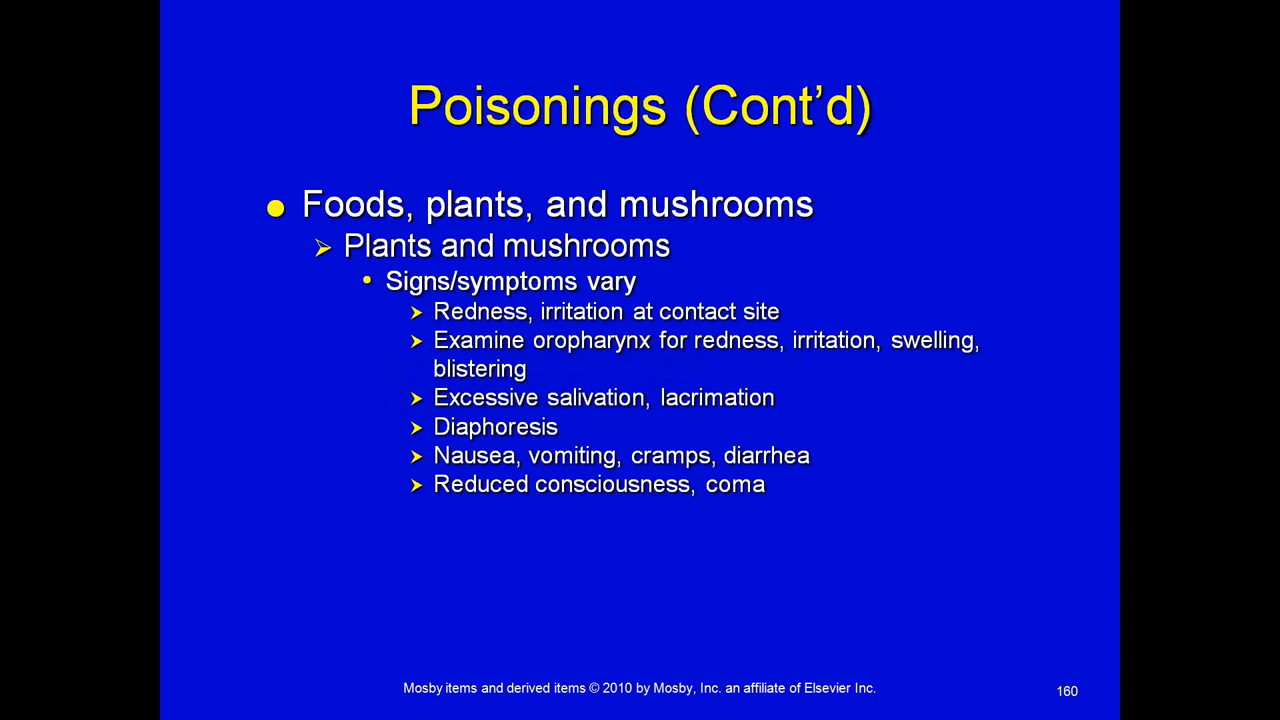 Poisonings (Cont’d)
Foods, plants, and mushrooms
Plants and mushrooms
Signs/symptoms vary
Redness, irritation at contact site
Examine oropharynx for redness, irritation, swelling,
blistering
Excessive salivation, lacrimation
Diaphoresis
Nausea, vomiting, cramps, diarrhea
Reduced consciousness, coma
Mosby items and derived items © 2010 by Mosby, Inc. an affiliate of Elsevier Inc.
160